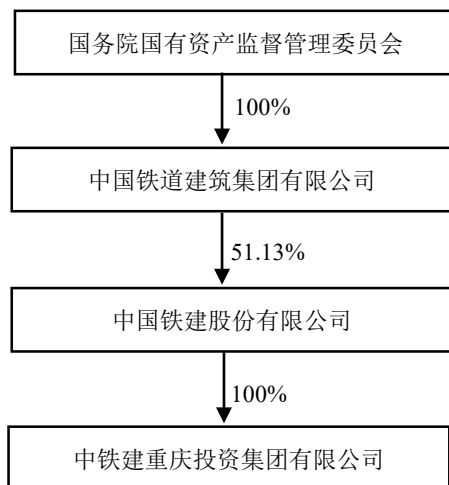 国务院国有资产监督管理委员会
100%
中国铁道建筑集团有限公司
51.13%
中国铁建股份有限公司
100%
中铁建重庆投资集团有限公司